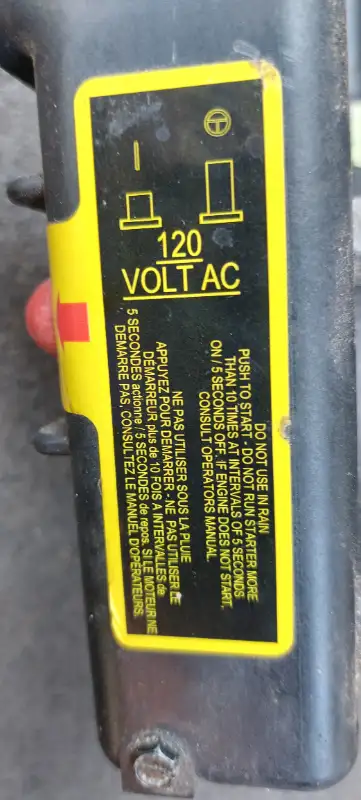 120
VOLT AC
DO NOT USE IN RAIN
PUSH TO START - DO NOT RUN STARTER MORE
THAN 10 TIMES AT INTERVALS OF 5 SECONDS
ON / 5 SECONDS OFF. IF ENGINE DOES NOT START,
CONSULT OPERATORS MANUAL
NE PAS UTILISER SOUS LA PLUIE
APPUYEZ POUR DEMARRER - NE PAS UTILISER LE
DÉMARREUR plus de 10 FOIS A INTERVALLES de
5 SECONDES actionne / 5 SECONDES de repos. SI LE MOTEUR NE
DEMARRE PAS, CONSULTEZ LE MANUEL D'OPÉRATEURS.